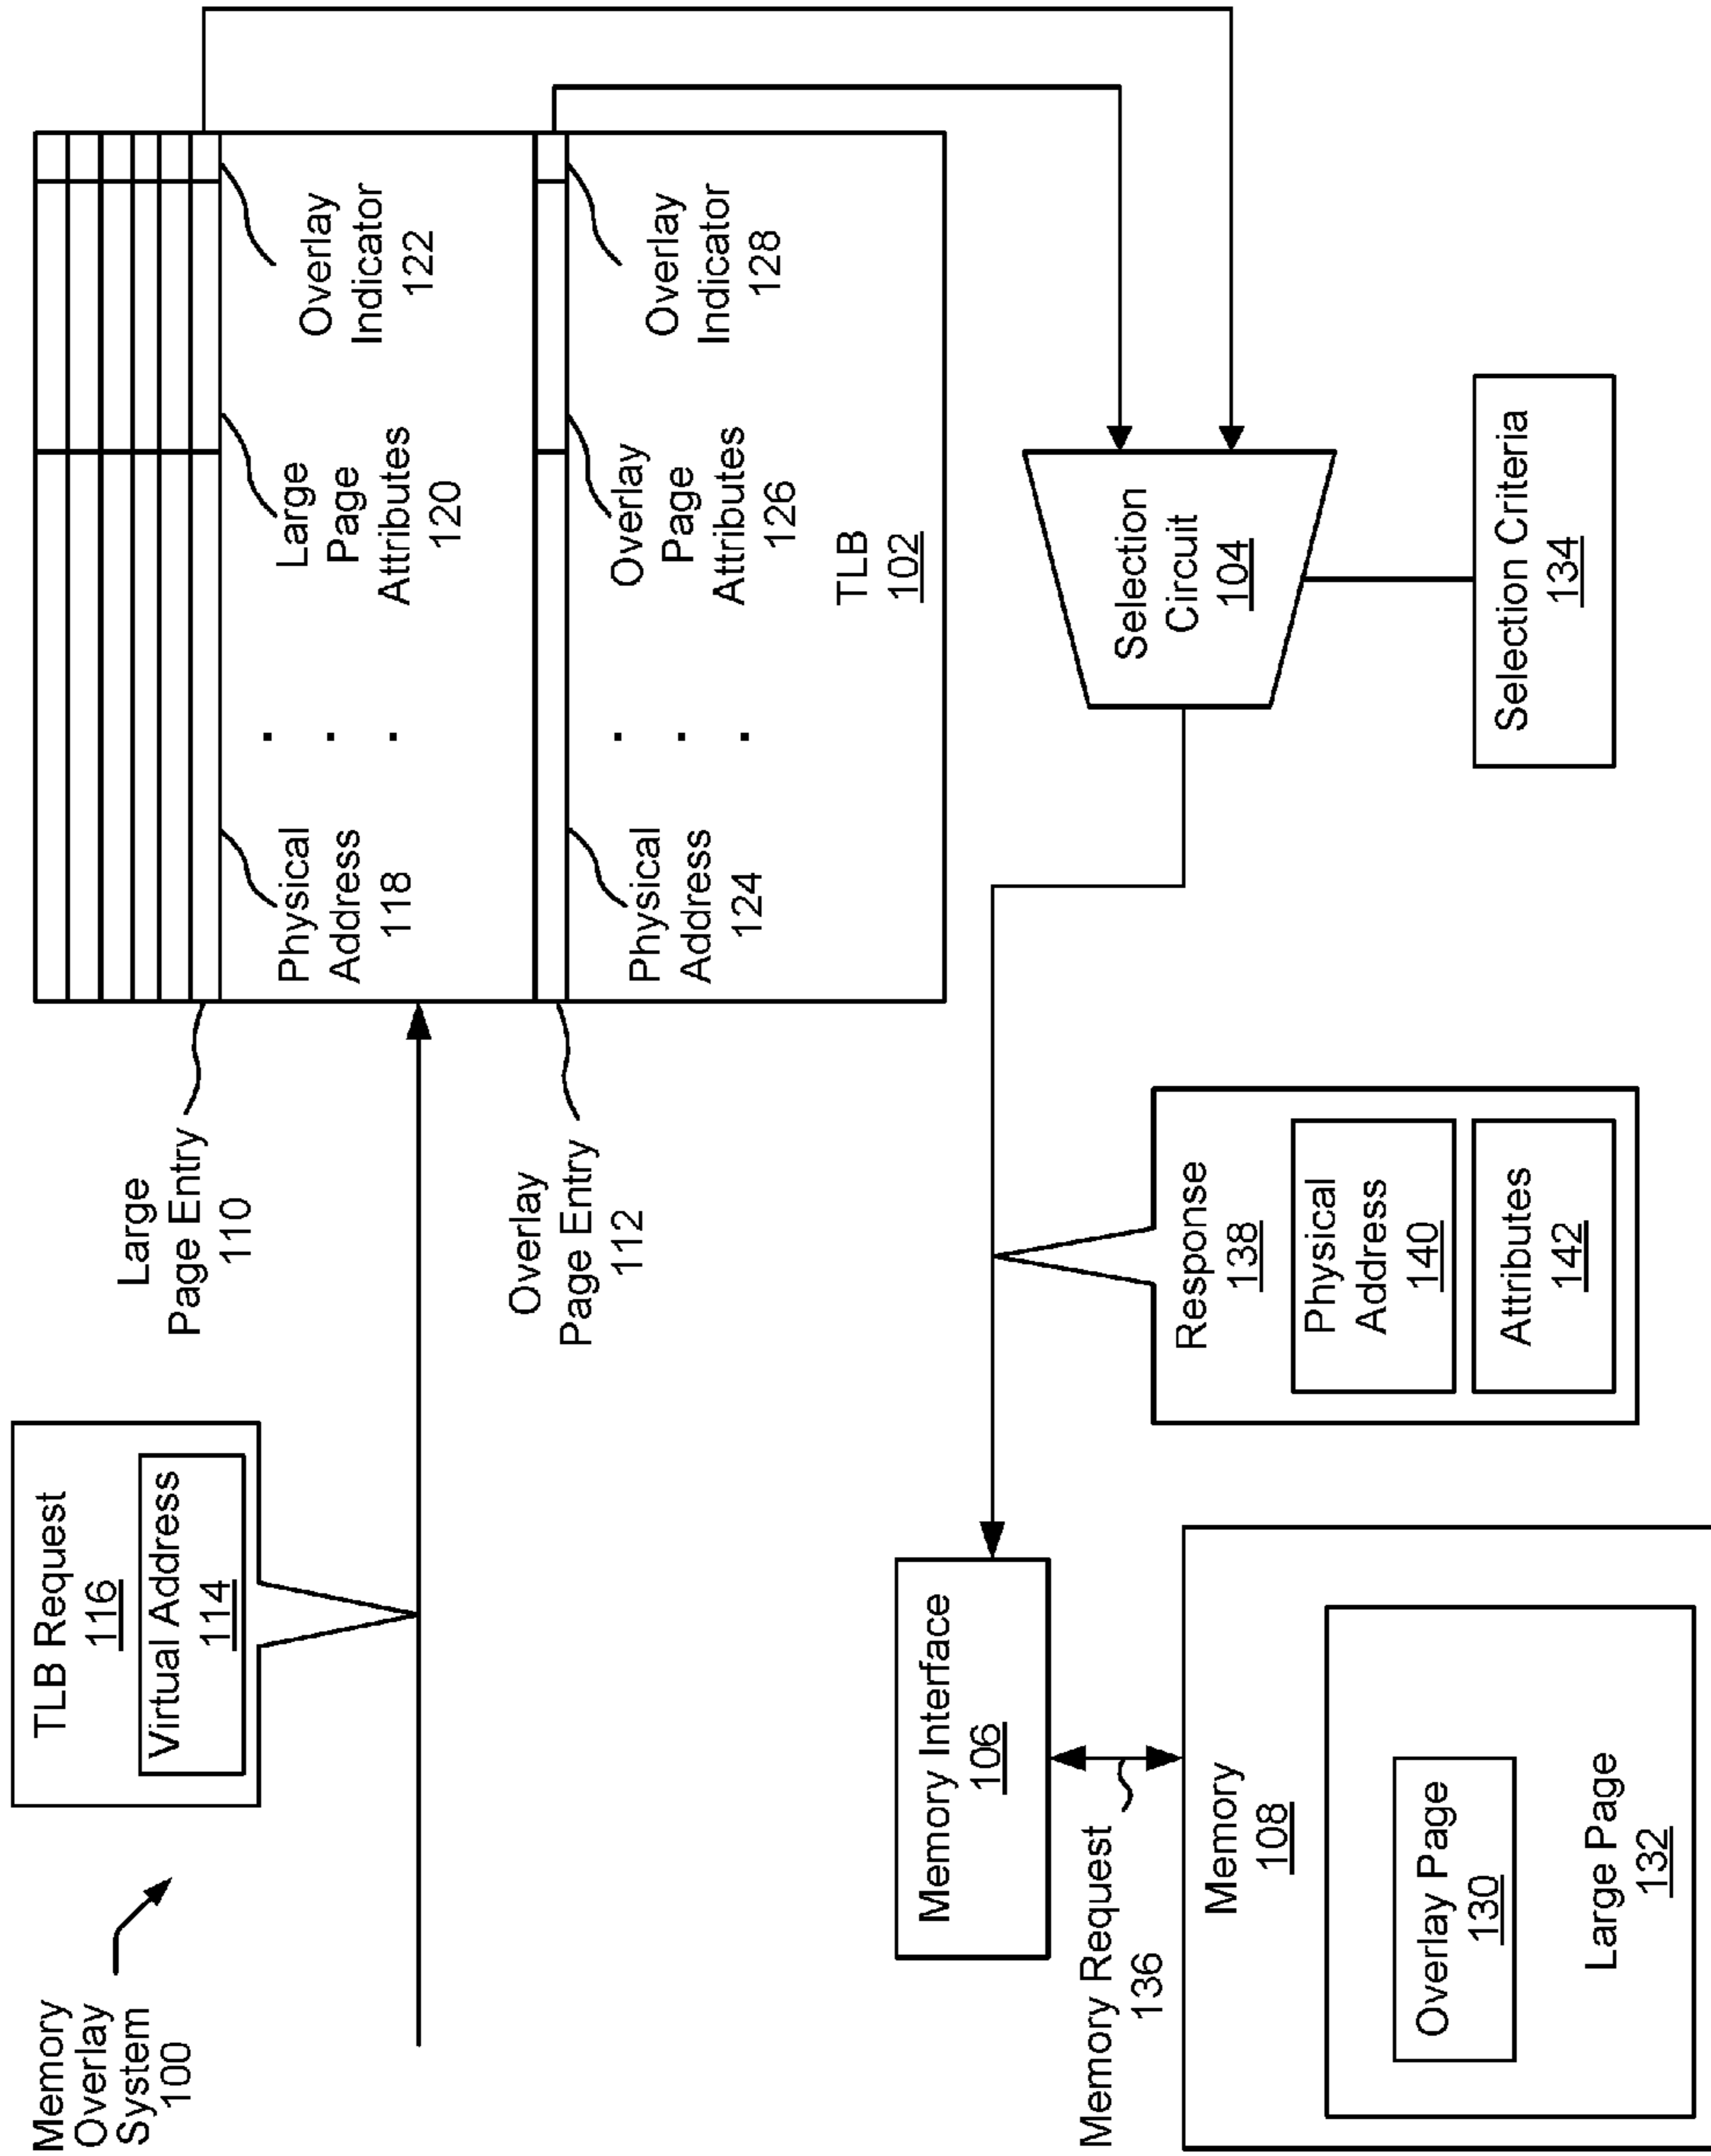 Memory
Overlay
System
100
TLB Request
116
Virtual Address
114
Large
Page Entry
110
Overlay
Page Entry
112
Physical
Address
118
. . .
Large
Page
Attributes
120
Overlay
Indicator
122
Physical
Address
124
. . .
Overlay
Page
Attributes
126
Overlay
Indicator
128
TLB
102
Memory Interface
106
Memory Request
136
Memory
108
Overlay Page
130
Large Page
132
Response
138
Physical
Address
140
Attributes
142
Selection
Circuit
104
Selection Criteria
134